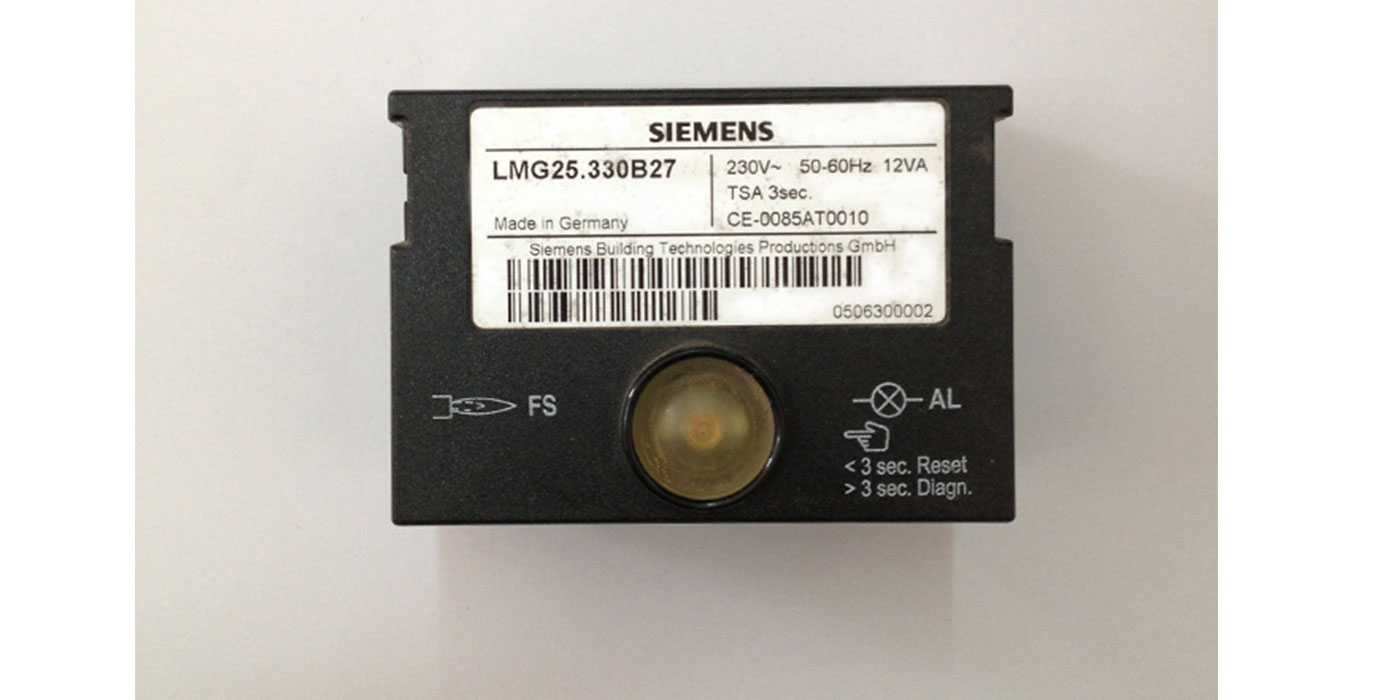 SIEMENS
LMG25.330B27
230V~ 50-60Hz 12VA
TSA 3sec.
Made in Germany
CE-0085AT0010
Siemens Building Technologies Productions GmbH
0506300002
FS
AL
< 3 sec. Reset
> 3 sec. Diagn.